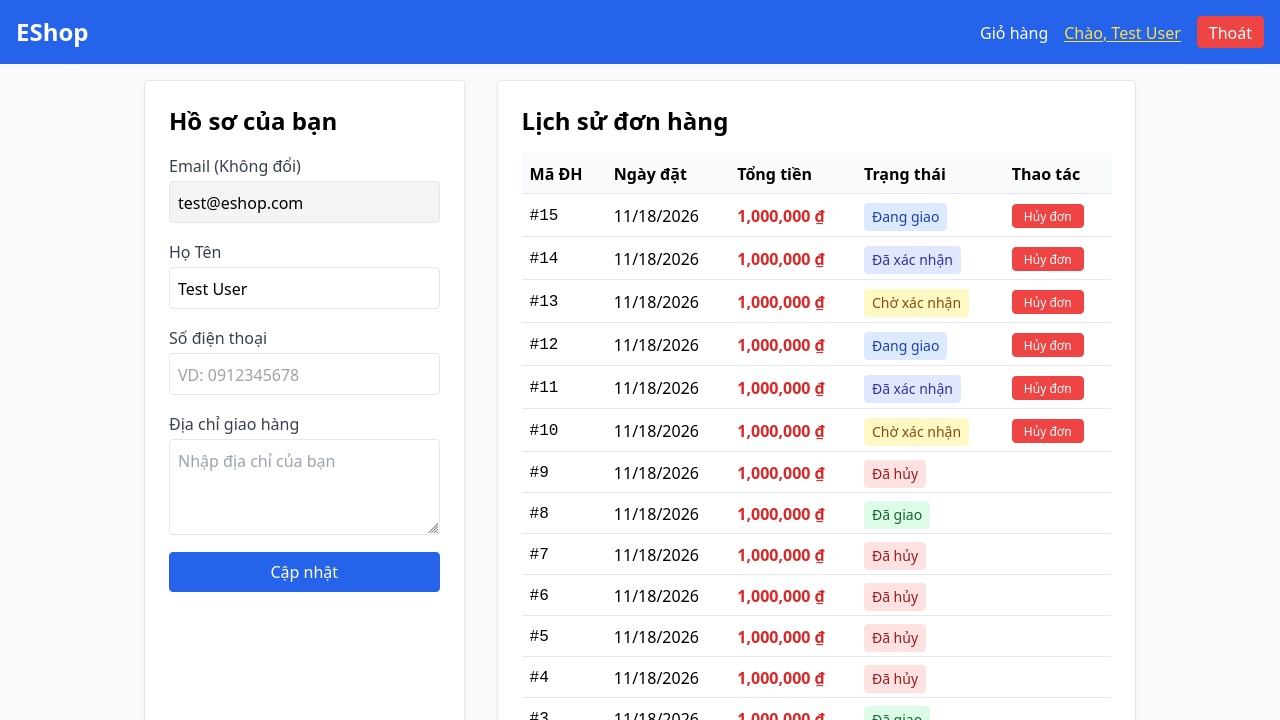 EShop
Giỏ hàng
Chào, Test User
Thoát
Hồ sơ của bạn
Email (Không đổi)
test@eshop.com
Họ Tên
Test User
Số điện thoại
VD: 0912345678
Địa chỉ giao hàng
Nhập địa chỉ của bạn
Cập nhật
Lịch sử đơn hàng
Mã ĐH Ngày đặt Tổng tiền Trạng thái Thao tác
#15 11/18/2026 1,000,000 ₫ Đang giao Hủy đơn
#14 11/18/2026 1,000,000 ₫ Đã xác nhận Hủy đơn
#13 11/18/2026 1,000,000 ₫ Chờ xác nhận Hủy đơn
#12 11/18/2026 1,000,000 ₫ Đang giao Hủy đơn
#11 11/18/2026 1,000,000 ₫ Đã xác nhận Hủy đơn
#10 11/18/2026 1,000,000 ₫ Chờ xác nhận Hủy đơn
#9 11/18/2026 1,000,000 ₫ Đã hủy
#8 11/18/2026 1,000,000 ₫ Đã giao
#7 11/18/2026 1,000,000 ₫ Đã hủy
#6 11/18/2026 1,000,000 ₫ Đã hủy
#5 11/18/2026 1,000,000 ₫ Đã hủy
#4 11/18/2026 1,000,000 ₫ Đã hủy
#3 11/18/2026 1,000,000 ₫ Đã giao